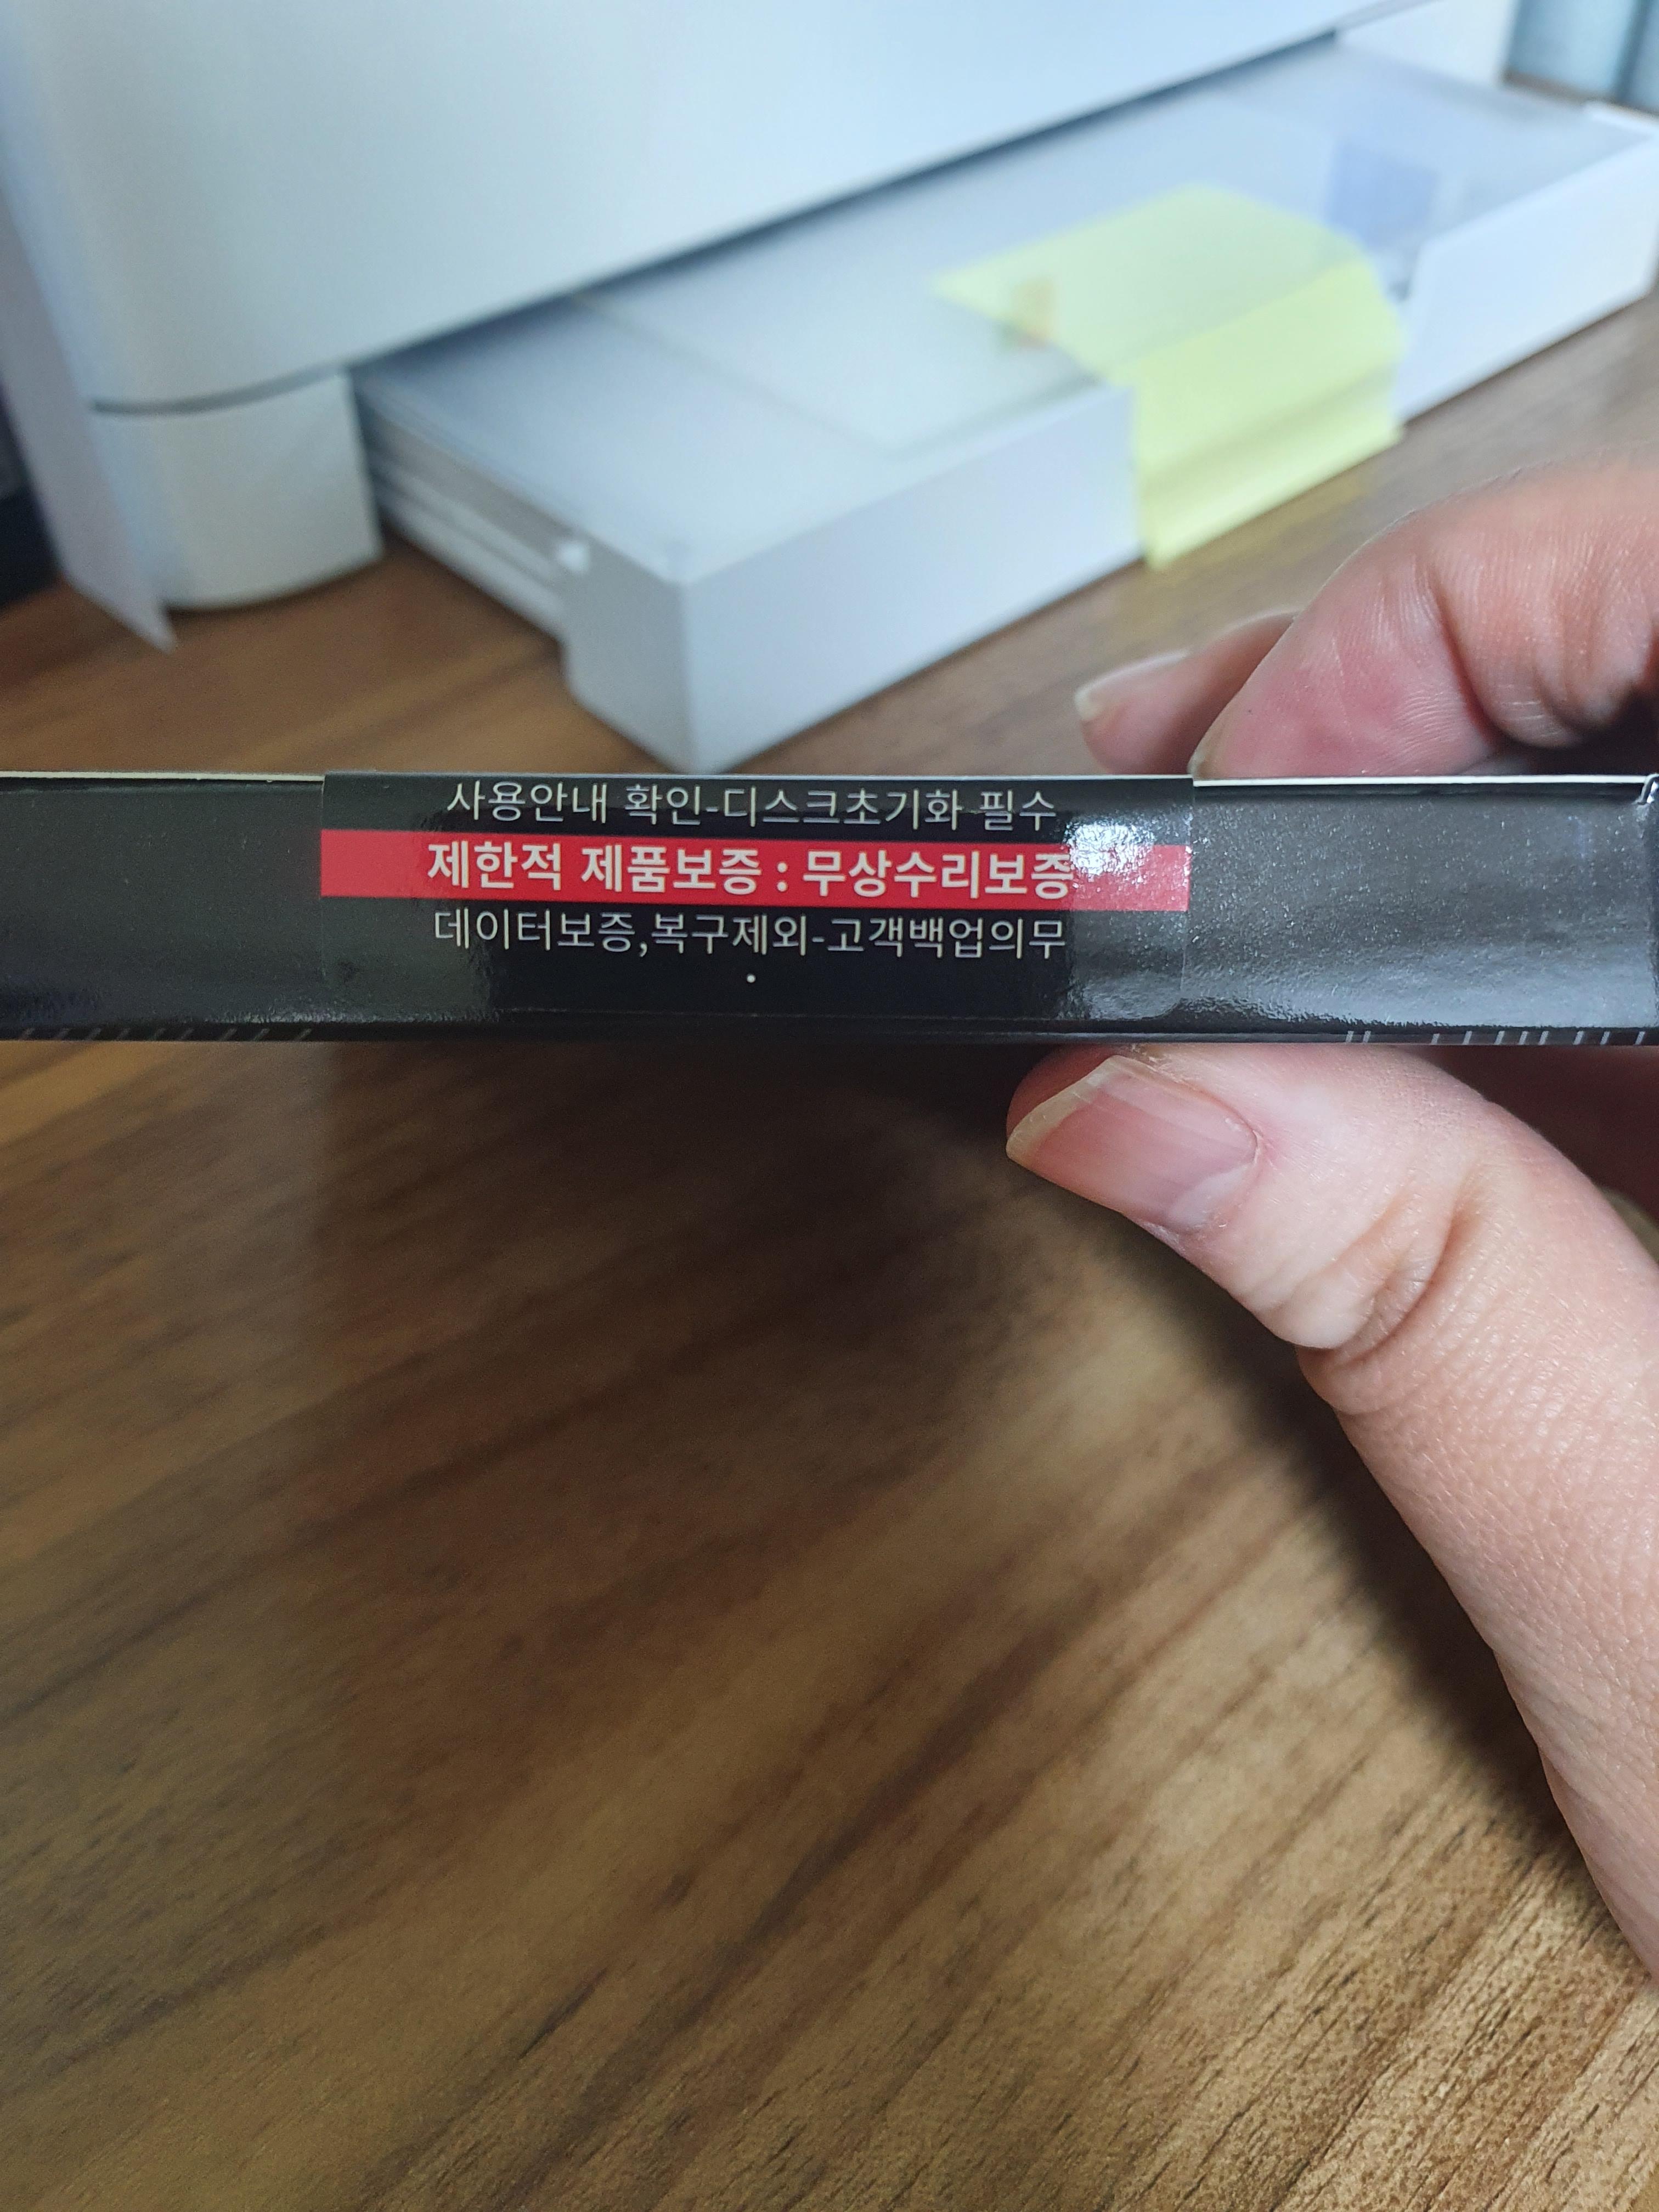 사용안내 확인-디스크초기화 필수
제한적 제품보증 : 무상수리보증
데이터보증,복구제외-고객백업의무